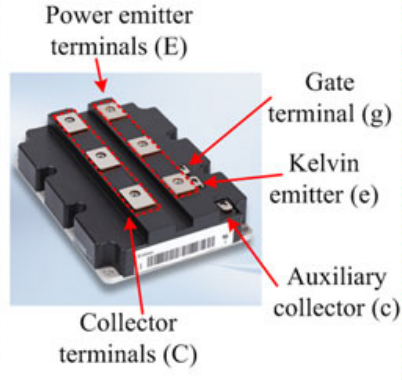 Power emitter
terminals (E)
Gate
terminal (g)
Kelvin
emitter (e)
Auxiliary
collector (c)
Collector
terminals (C)